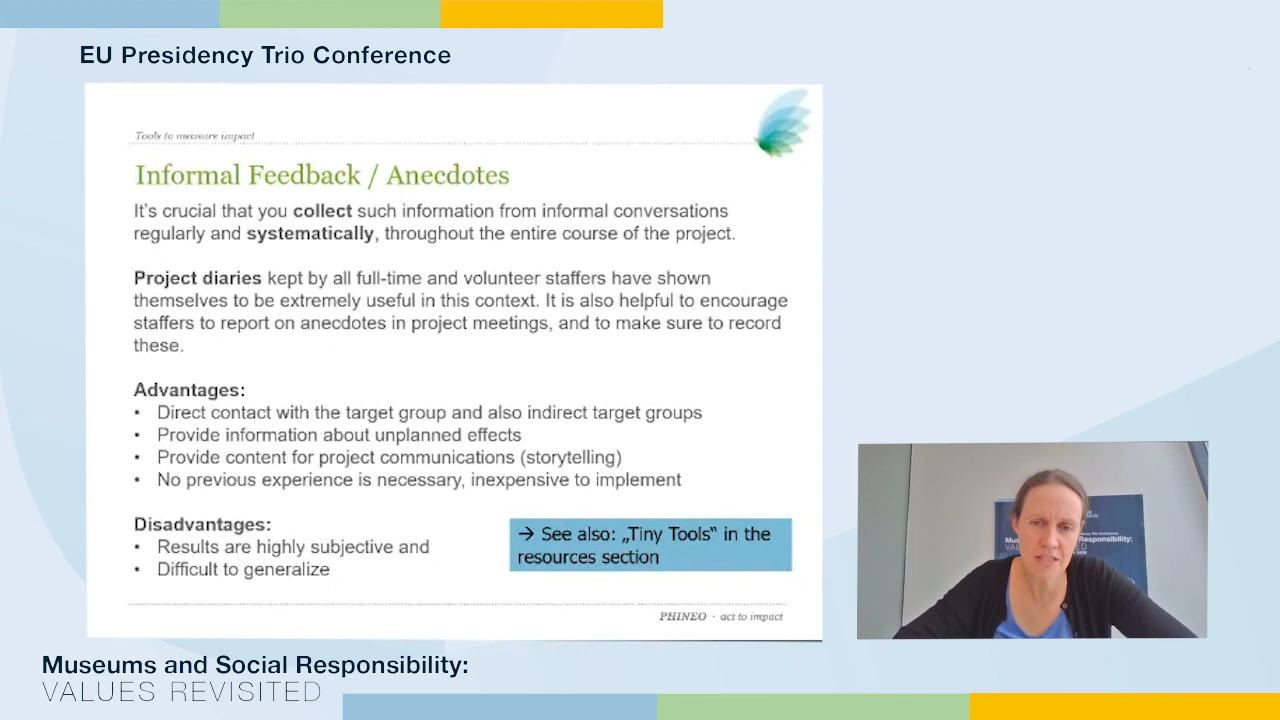 EU Presidency Trio Conference
Tools to measure impact
Informal Feedback / Anecdotes
It's crucial that you collect such information from informal conversations
regularly and systematically, throughout the entire course of the project.
Project diaries kept by all full-time and volunteer staffers have shown
themselves to be extremely useful in this context. It is also helpful to encourage
staffers to report on anecdotes in project meetings, and to make sure to record
these.
Advantages:
• Direct contact with the target group and also indirect target groups
• Provide information about unplanned effects
• Provide content for project communications (storytelling)
• No previous experience is necessary, inexpensive to implement
Disadvantages:
• Results are highly subjective and
• Difficult to generalize
→ See also: „Tiny Tools“ in the
resources section
PHINEO · act to impact
Responsibility:
Museums and Social Responsibility:
VALUES REVISITED